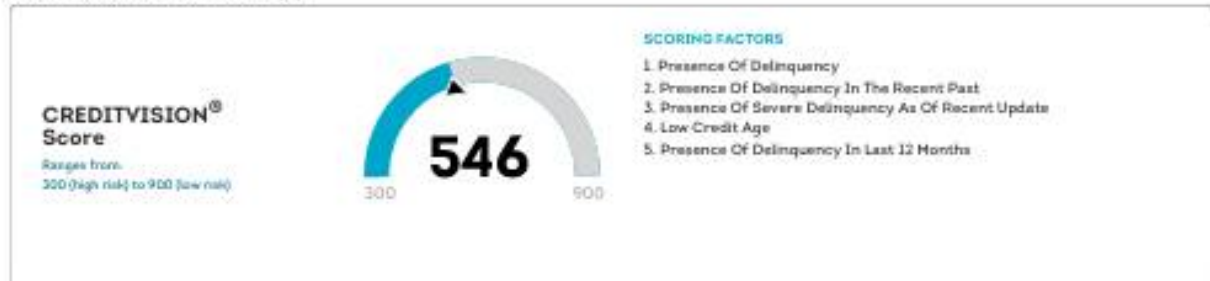 CREDITVISION®
Score
Ranges from
300 (high risk) to 900 (low risk)
546
300
900
SCORING FACTORS
1. Presence Of Delinquency
2. Presence Of Delinquency In The Recent Past
3. Presence Of Severe Delinquency As Of Recent Update
4. Low Credit Age
5. Presence Of Delinquency In Last 12 Months